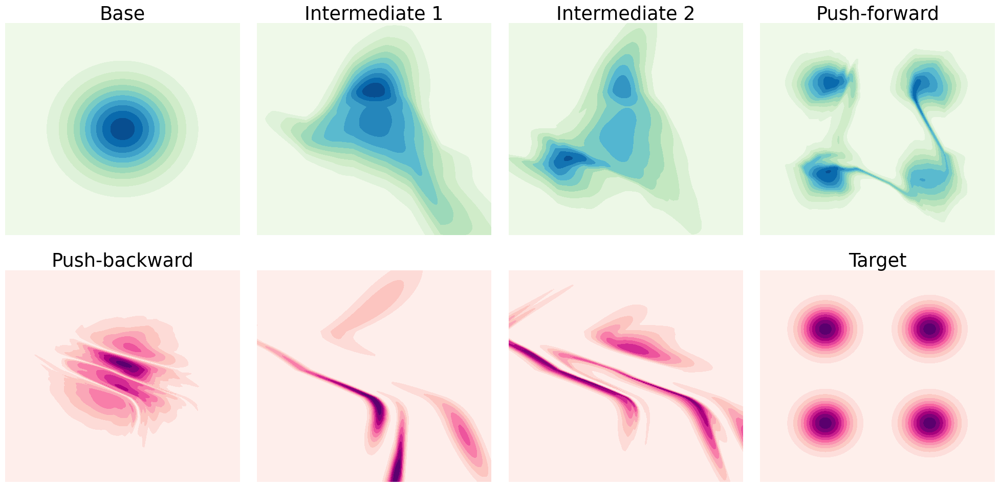 Base
Intermediate 1
Intermediate 2
Push-forward
Push-backward
Target